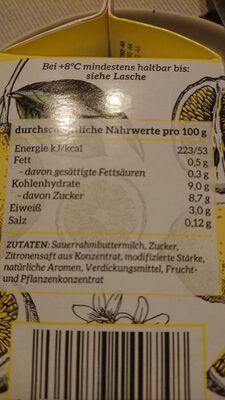 Bei +8°C mindestens haltbar bis:
siehe Lasche
durchschnittliche Nährwerte pro 100 g
Energie kJ/kcal 223/53
Fett 0,5 g
- davon gesättigte Fettsäuren 0,3 g
Kohlenhydrate 9,0 g
- davon Zucker 8,7 g
Eiweiß 3,0 g
Salz 0,12 g
ZUTATEN: Sauerrahmbuttermilch, Zucker,
Zitronensaft aus Konzentrat, modifizierte Stärke,
natürliche Aromen, Verdickungsmittel, Frucht-
und Pflanzenkonzentrat